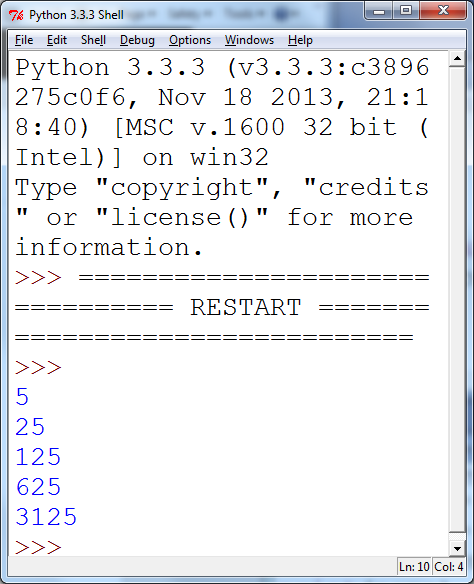 Python 3.3.3 Shell
File Edit Shell Debug Options Windows Help
Python 3.3.3 (v3.3.3:c3896
275c0f6, Nov 18 2013, 21:1
8:40) [MSC v.1600 32 bit (
Intel)] on win32
Type "copyright", "credits
" or "license()" for more
information.
>>> ======================
========== RESTART =======
=========================
>>>
5
25
125
625
3125
>>>
Ln: 10 Col: 4